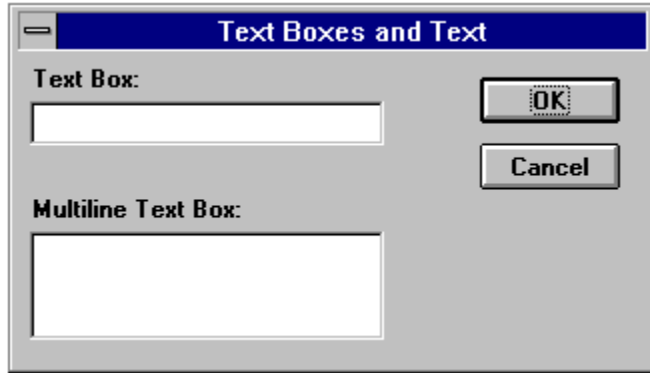 Text Boxes and Text
Text Box:
OK
Cancel
Multiline Text Box: